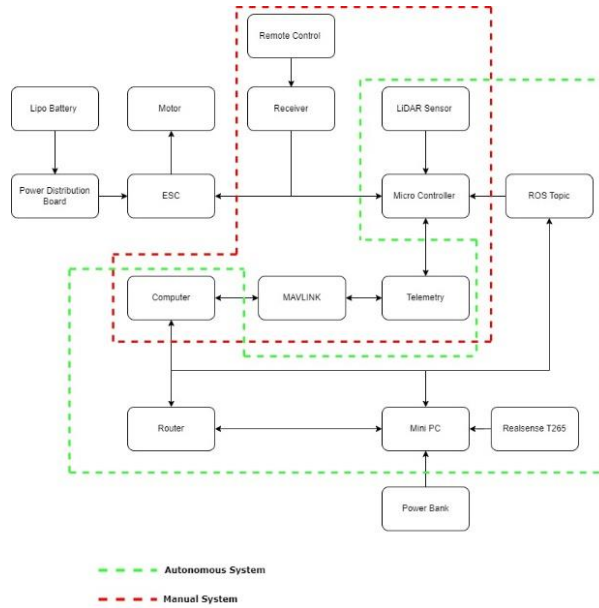 Remote Control
Lipo Battery
Motor
Receiver
LiDAR Sensor
Power Distribution
Board
ESC
Micro Controller
ROS Topic
Computer
MAVLINK
Telemetry
Router
Mini PC
Realsense T265
Power Bank
Autonomous System
Manual System